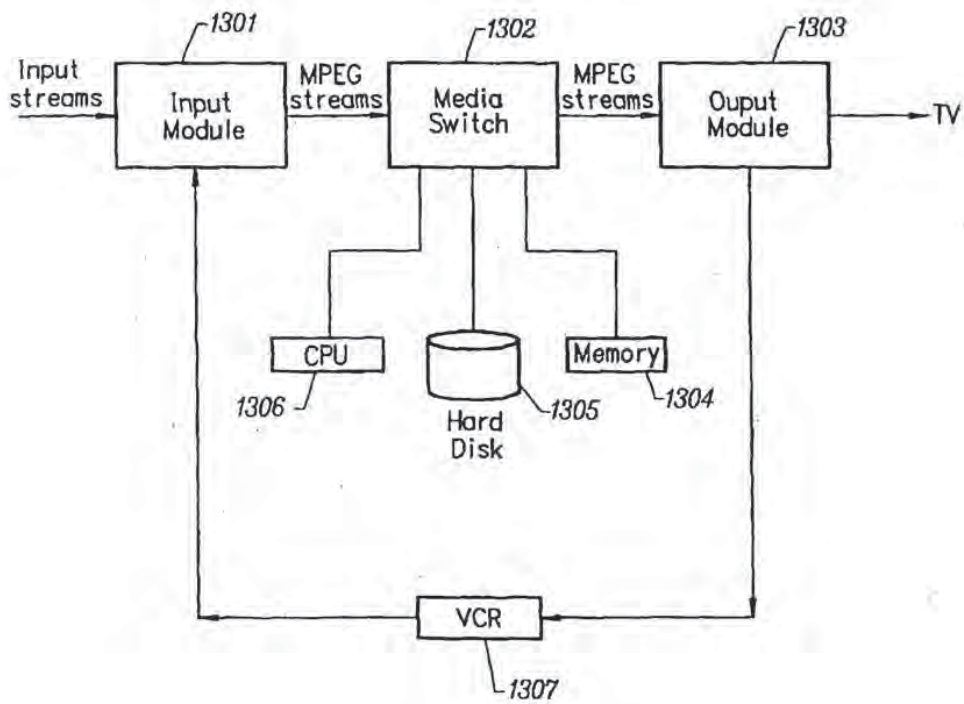 1301
1302
1303
Input
streams
Input
Module
MPEG
streams
Media
Switch
MPEG
streams
Ouput
Module
TV
CPU
1306
Hard
Disk
1305
Memory
1304
VCR
1307